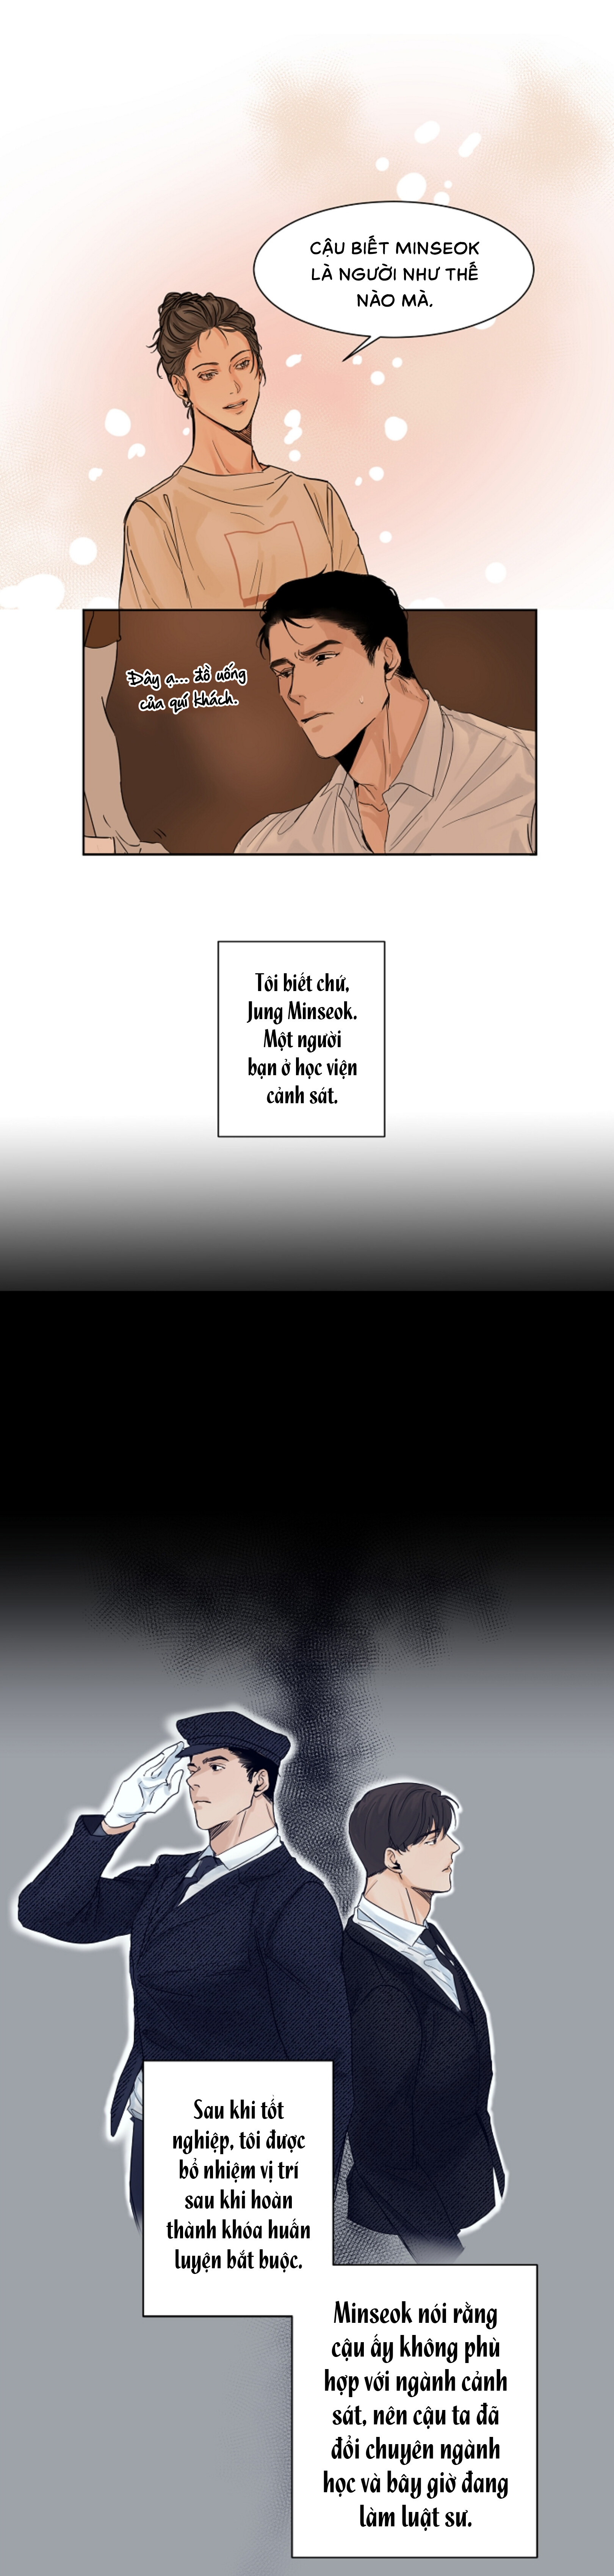 CẬU BIẾT MINSEOK
LÀ NGƯỜI NHƯ THẾ
NÀO MÀ.
Đây ạ... đồ uống
của quí khách.
Tôi biết chứ,
Jung Minseok.
Một người
bạn ở học viện
cảnh sát.
Sau khi tốt
nghiệp, tôi được
bổ nhiệm vị trí
sau khi hoàn
thành khóa huấn
luyện bắt buộc.
Minseok nói rằng
cậu ấy không phù
hợp với ngành cảnh
sát, nên cậu ta đã
đổi chuyên ngành
học và bây giờ đang
làm luật sư.